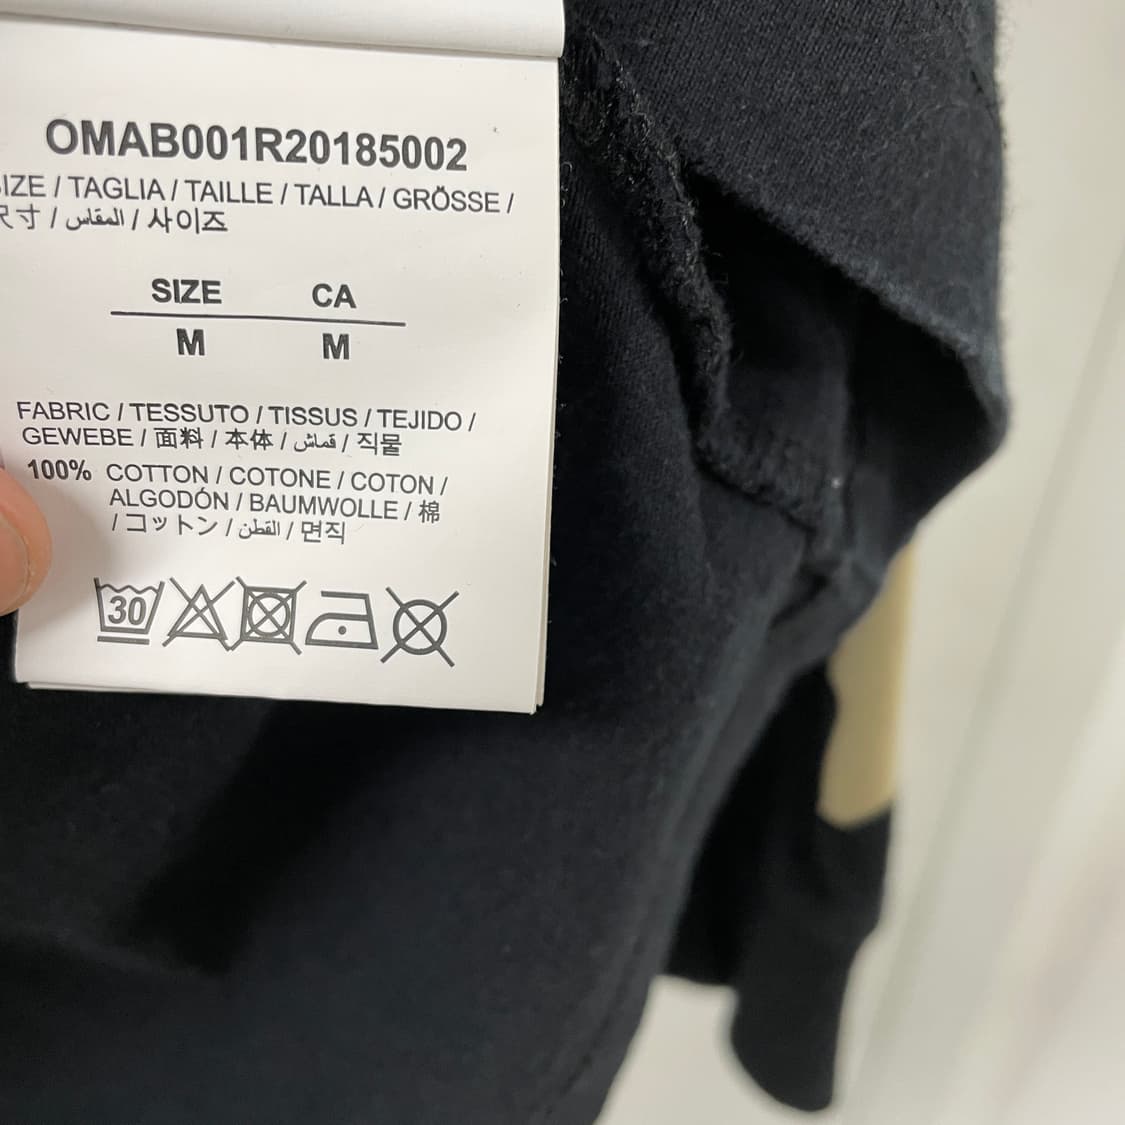 OMAB001R20185002
SIZE / TAGLIA / TAILLE / TALLA / GRÖSSE /
尺寸 / المقاس / 사이즈
SIZE CA
M M
FABRIC / TESSUTO / TISSUS / TEJIDO /
GEWEBE / 面料 / 本体 / قماش / 직물
100% COTTON / COTONE / COTON /
ALGODÓN / BAUMWOLLE / 棉
/ コットン / القطن / 면직
30